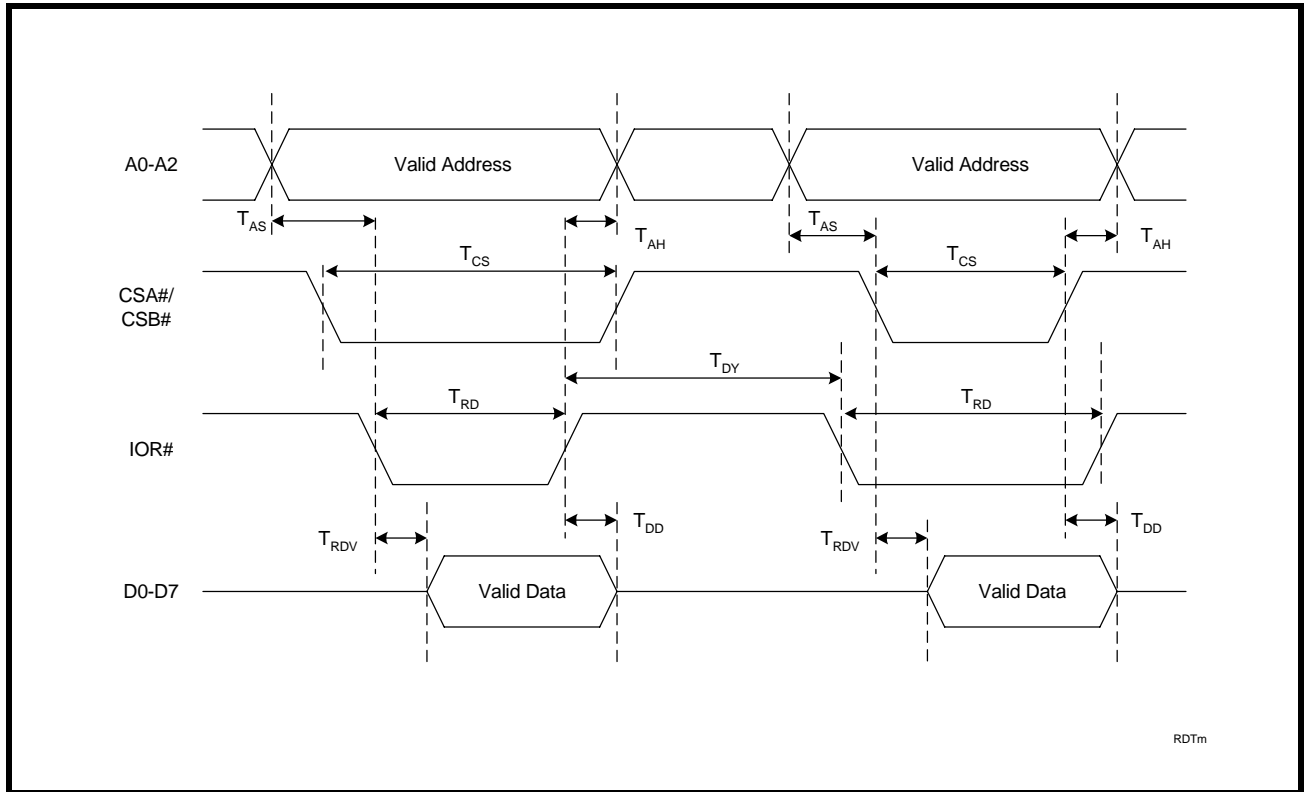 A0-A2
Valid Address
Valid Address
TAS
TAH
TAS
TAH
CSA#/
CSB#
TCS
TCS
TDY
IOR#
TRD
TRD
TRDV
TDD
TRDV
TDD
D0-D7
Valid Data
Valid Data
RDTm